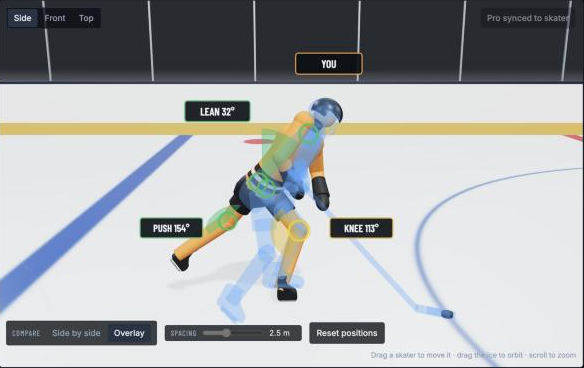 Side Front Top
Pro synced to skater
YOU
LEAN 32°
PUSH 154°
KNEE 113°
COMPARE Side by side Overlay
SPACING 2.5 m
Reset positions
Drag a skater to move it · drag the ice to orbit · scroll to zoom